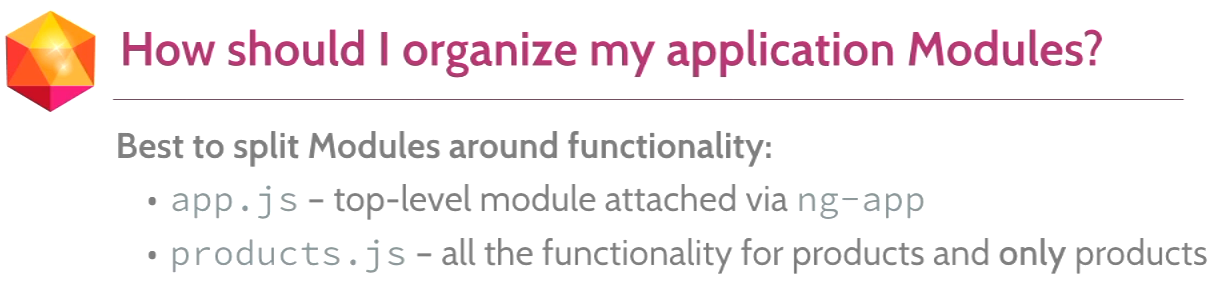 How should I organize my application Modules?
Best to split Modules around functionality:
• app.js – top-level module attached via ng-app
• products.js – all the functionality for products and only products